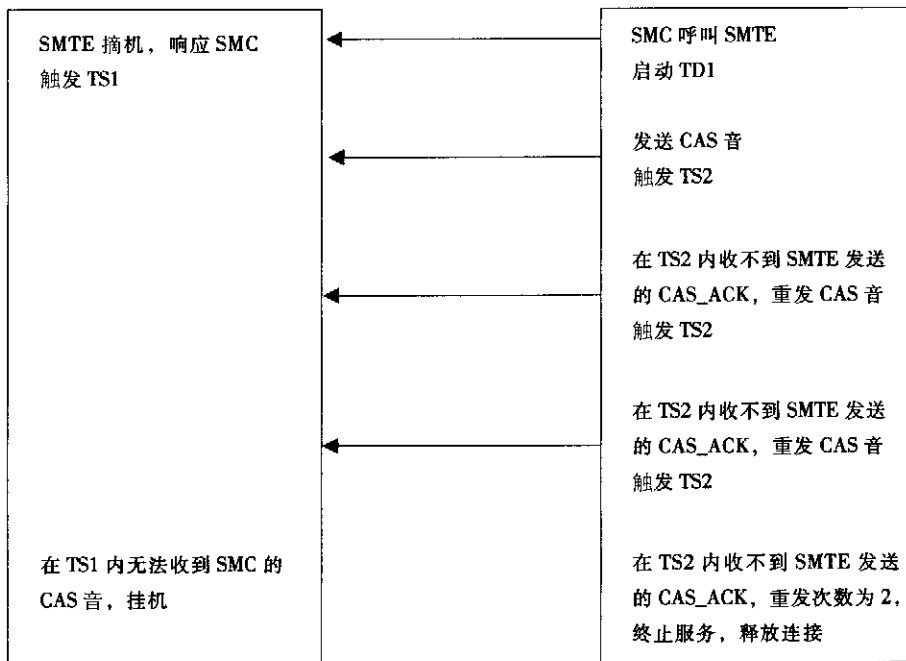 SMTE 摘机，响应 SMC
触发 TS1
SMC 呼叫 SMTE
启动 TD1
发送 CAS 音
触发 TS2
在 TS2 内收不到 SMTE 发送
的 CAS_ACK，重发 CAS 音
触发 TS2
在 TS2 内收不到 SMTE 发送
的 CAS_ACK，重发 CAS 音
触发 TS2
在 TS1 内无法收到 SMC 的
CAS 音，挂机
在 TS2 内收不到 SMTE 发送
的 CAS_ACK，重发次数为 2，
终止服务，释放连接